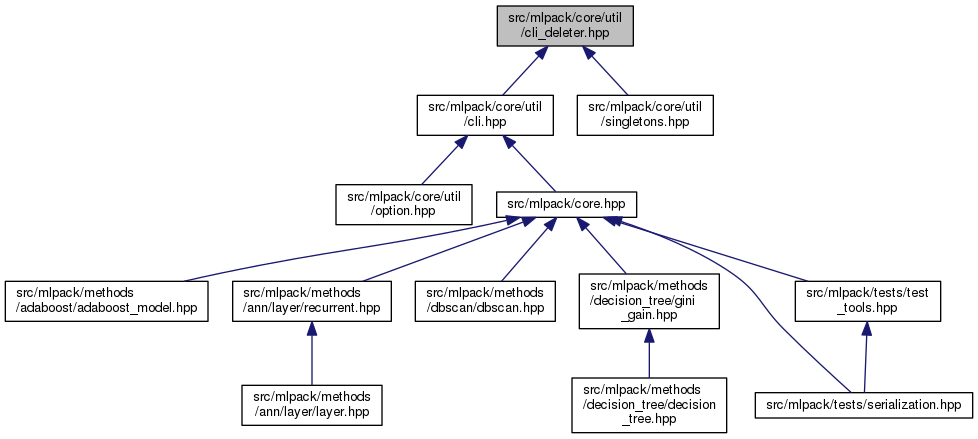 src/mlpack/core/util
/cli_deleter.hpp
src/mlpack/core/util
/cli.hpp
src/mlpack/core/util
/singletons.hpp
src/mlpack/core/util
/option.hpp
src/mlpack/core.hpp
src/mlpack/methods
/adaboost/adaboost_model.hpp
src/mlpack/methods
/ann/layer/recurrent.hpp
src/mlpack/methods
/dbscan/dbscan.hpp
src/mlpack/methods
/decision_tree/gini
_gain.hpp
src/mlpack/tests/test
_tools.hpp
src/mlpack/methods
/ann/layer/layer.hpp
src/mlpack/methods
/decision_tree/decision
_tree.hpp
src/mlpack/tests/serialization.hpp